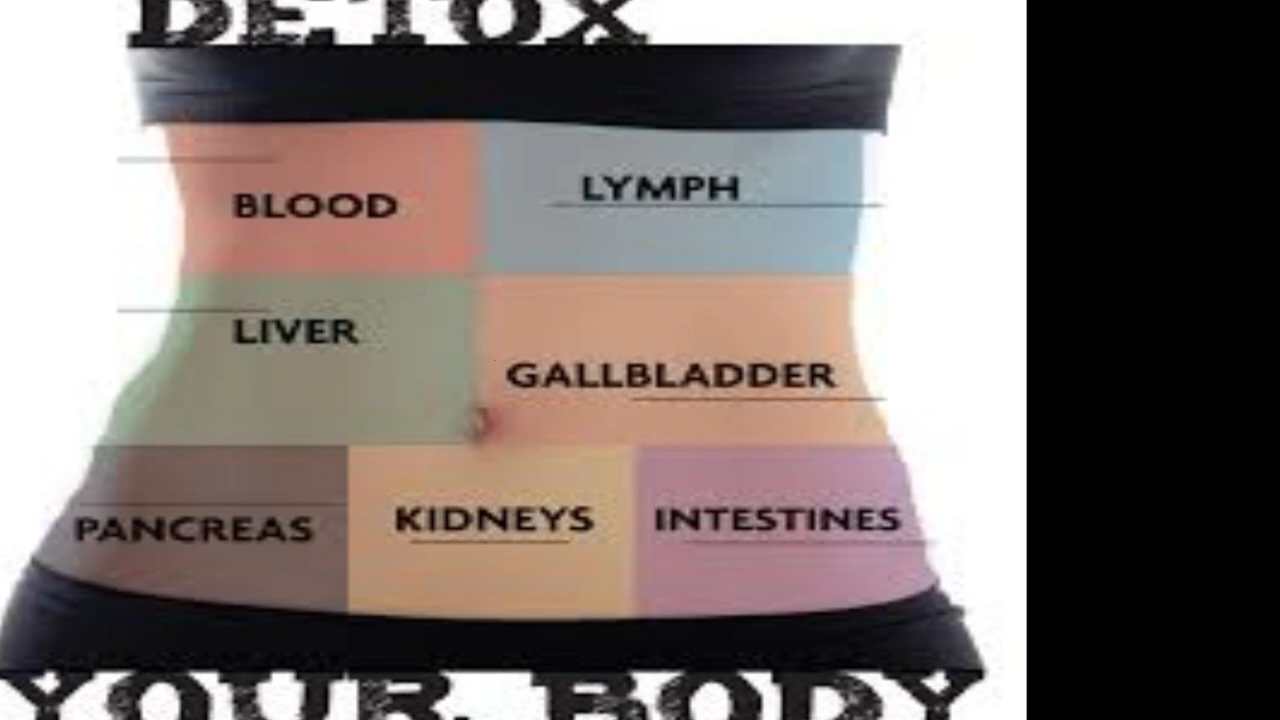 DETOX
BLOOD
LYMPH
LIVER
GALLBLADDER
PANCREAS
KIDNEYS
INTESTINES
YOUR BODY